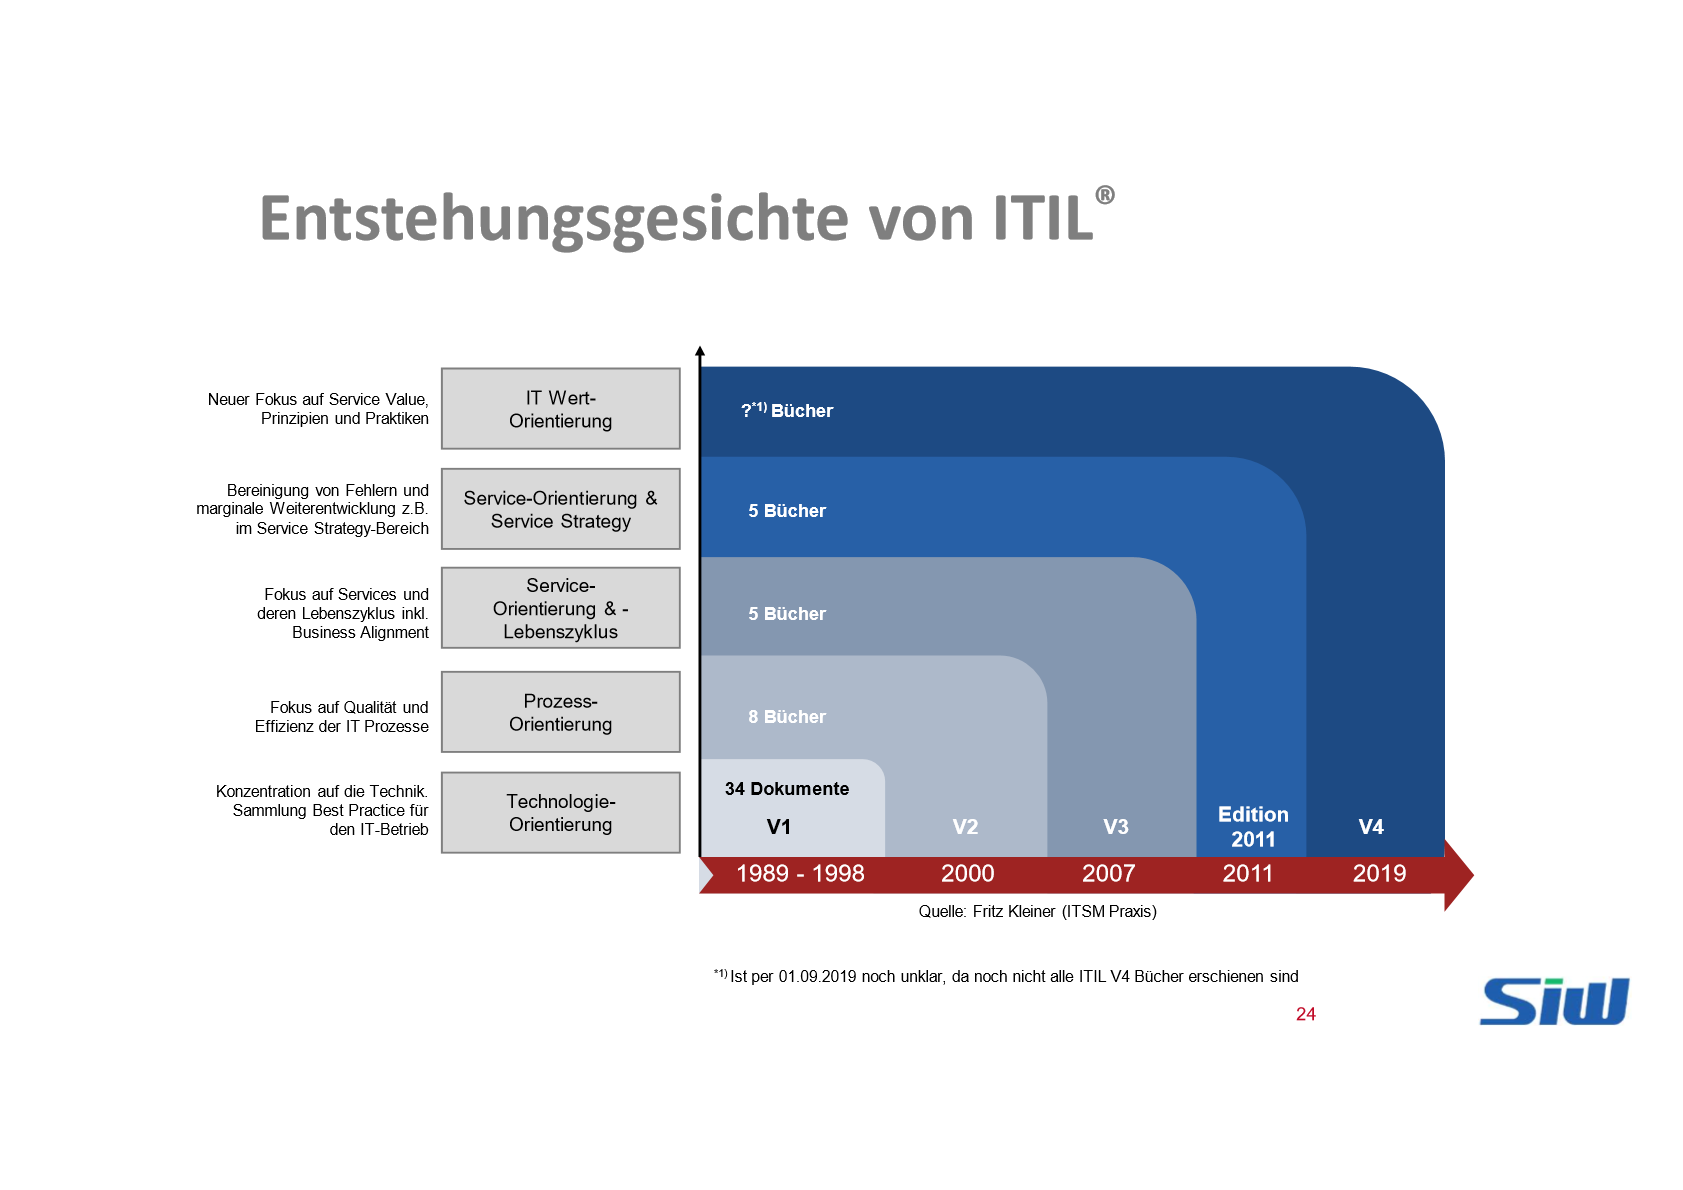 Entstehungsgesichte von ITIL®
Neuer Fokus auf Service Value,
Prinzipien und Praktiken
IT Wert-
Orientierung
?*1) Bücher
Bereinigung von Fehlern und
marginale Weiterentwicklung z.B.
im Service Strategy-Bereich
Service-Orientierung &
Service Strategy
5 Bücher
Fokus auf Services und
deren Lebenszyklus inkl.
Business Alignment
Service-
Orientierung & -
Lebenszyklus
5 Bücher
Fokus auf Qualität und
Effizienz der IT Prozesse
Prozess-
Orientierung
8 Bücher
Konzentration auf die Technik.
Sammlung Best Practice für
den IT-Betrieb
Technologie-
Orientierung
34 Dokumente
V1
V2
V3
Edition
2011
V4
1989 - 1998
2000
2007
2011
2019
Quelle: Fritz Kleiner (ITSM Praxis)
*1) Ist per 01.09.2019 noch unklar, da noch nicht alle ITIL V4 Bücher erschienen sind
24
Siw